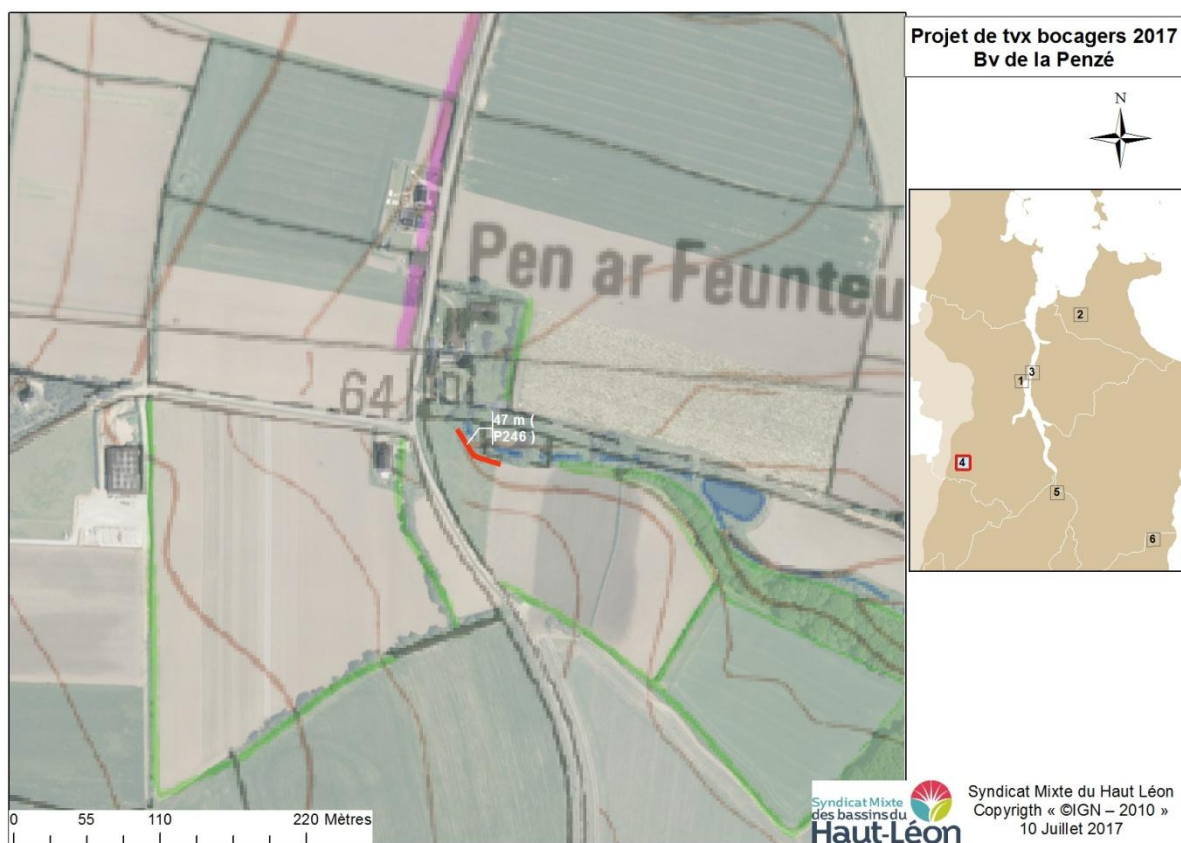 Projet de tvx bocagers 2017
Bv de la Penzé
N
Pen ar Feunteu
64
47 m (
P246 )
2
3
1
4
5
6
0 55 110 220 Mètres
Syndicat Mixte
des bassins du
Haut-Léon
Syndicat Mixte du Haut Léon
Copyrigth « ©IGN – 2010 »
10 Juillet 2017